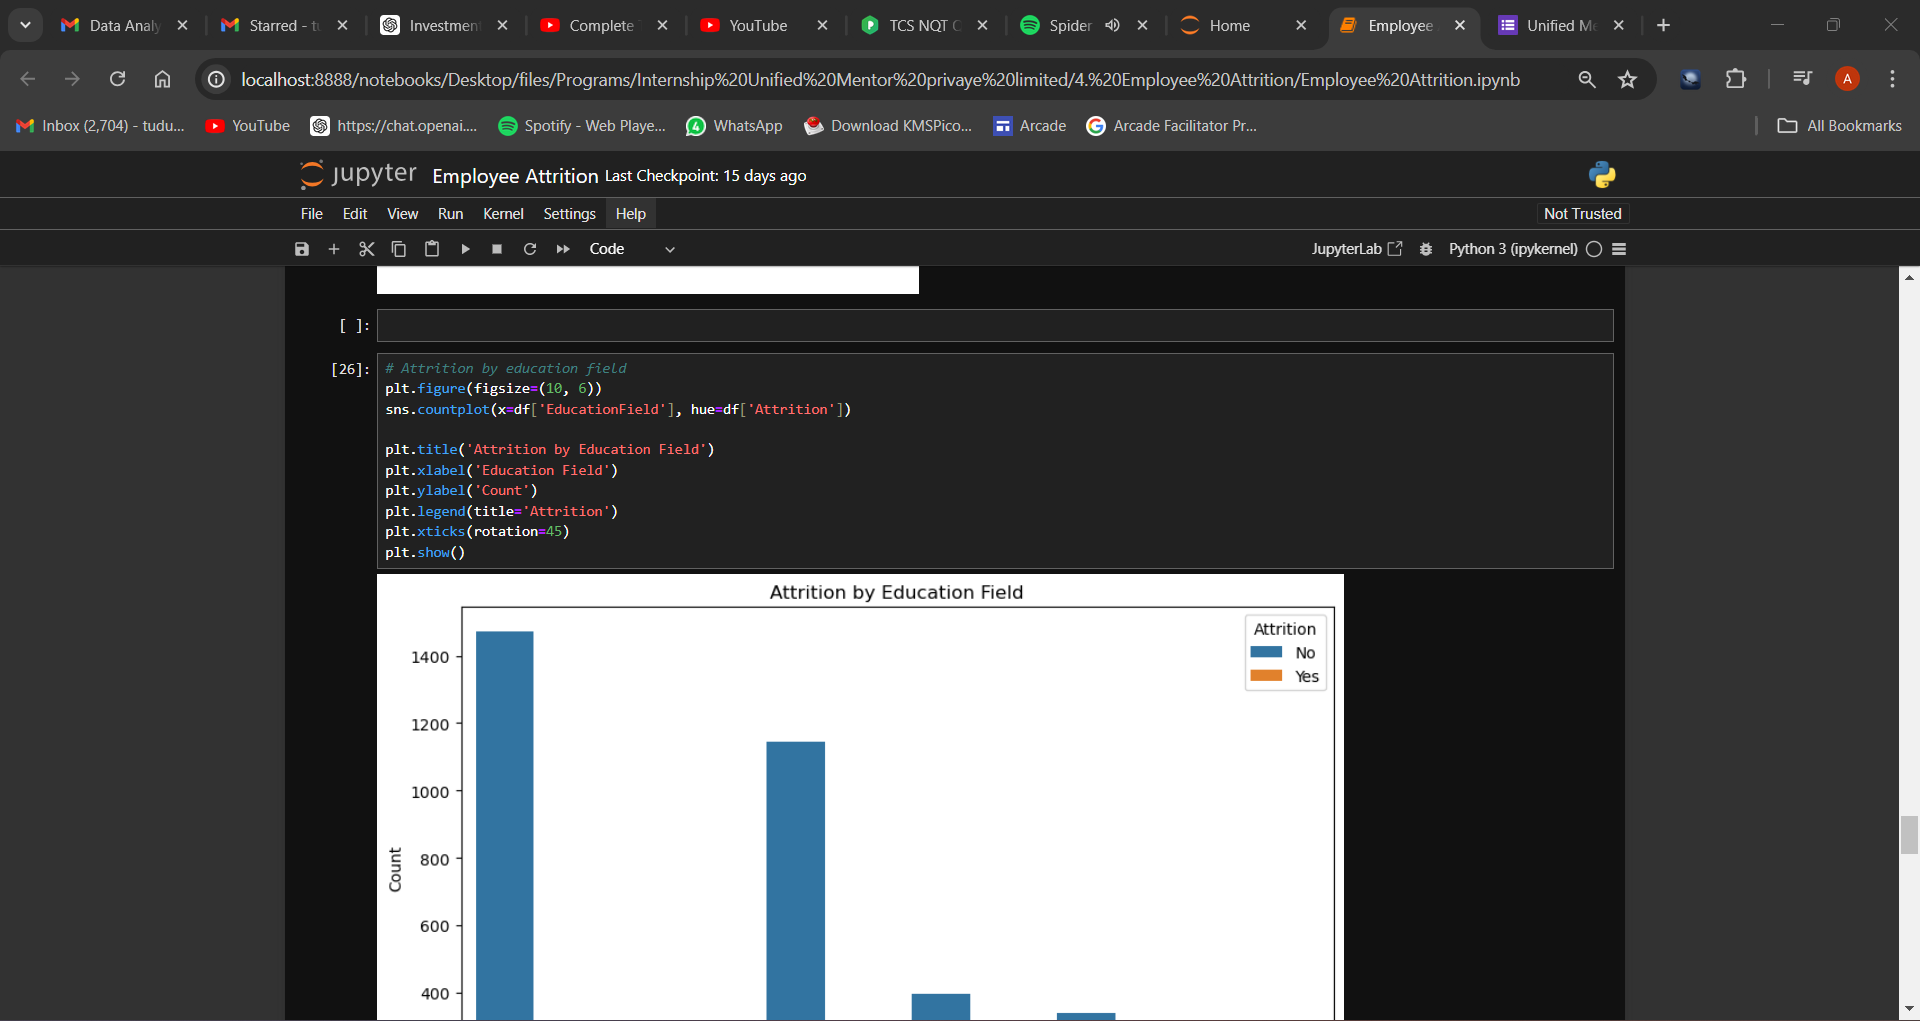 Data Analy
Starred - tu
Investmen
Complete
YouTube
TCS NQT C
Spider
Home
Employee
Unified Me
localhost:8888/notebooks/Desktop/files/Programs/Internship%20Unified%20Mentor%20privaye%20limited/4.%20Employee%20Attrition/Employee%20Attrition.ipynb
A
Inbox (2,704) - tudu...
YouTube
https://chat.openai....
Spotify - Web Playe...
4
WhatsApp
Download KMSPico...
Arcade
Arcade Facilitator Pr...
All Bookmarks
jupyter Employee Attrition Last Checkpoint: 15 days ago
File Edit View Run Kernel Settings Help
Not Trusted
Code
JupyterLab
Python 3 (ipykernel)
[ ]:
[26]:
# Attrition by education field
plt.figure(figsize=(10, 6))
sns.countplot(x=df['EducationField'], hue=df['Attrition'])
plt.title('Attrition by Education Field')
plt.xlabel('Education Field')
plt.ylabel('Count')
plt.legend(title='Attrition')
plt.xticks(rotation=45)
plt.show()
Attrition by Education Field
Attrition
No
Yes
1400
1200
1000
800
600
400
Count